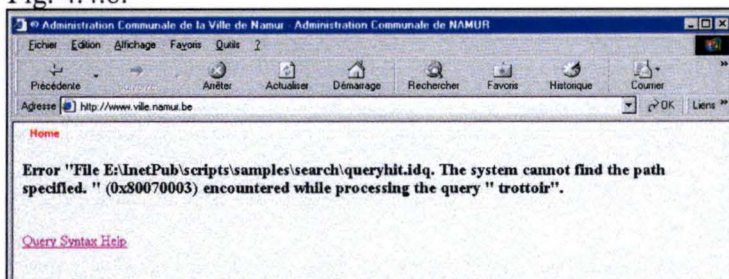 Fig. 4.4.6.
Administration Communale de la Ville de Namur - Administration Communale de NAMUR
Fichier Edition Affichage Favoris Outils ?
Précédente Arrêter Actualiser Démarrage Rechercher Favoris Historique Courrier »
Adresse http://www.ville.namur.be OK Liens »
Home
Error "File E:\InetPub\scripts\samples\search\queryhit.idq. The system cannot find the path
specified. " (0x80070003) encountered while processing the query " trottoir".
Query Syntax Help